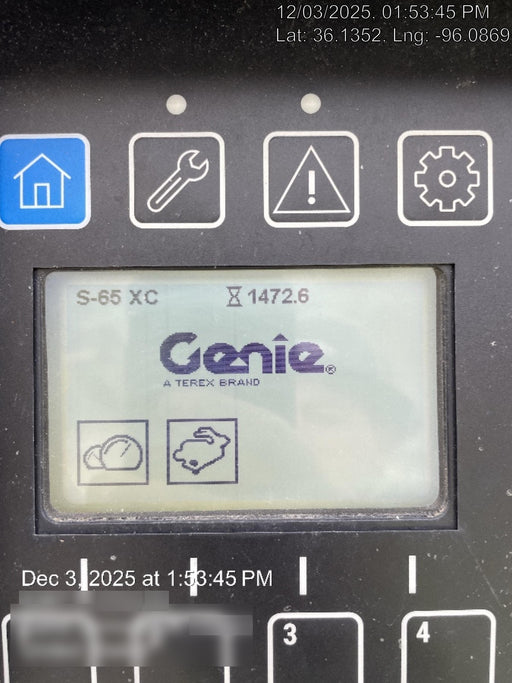 12/03/2025. 01:53:45 PM
Lat: 36.1352. Lng: -96.0869
S-65 XC 1472.6
Genie®
A TEREX BRAND
Dec 3, 2025 at 1:53:45 PM
3 4